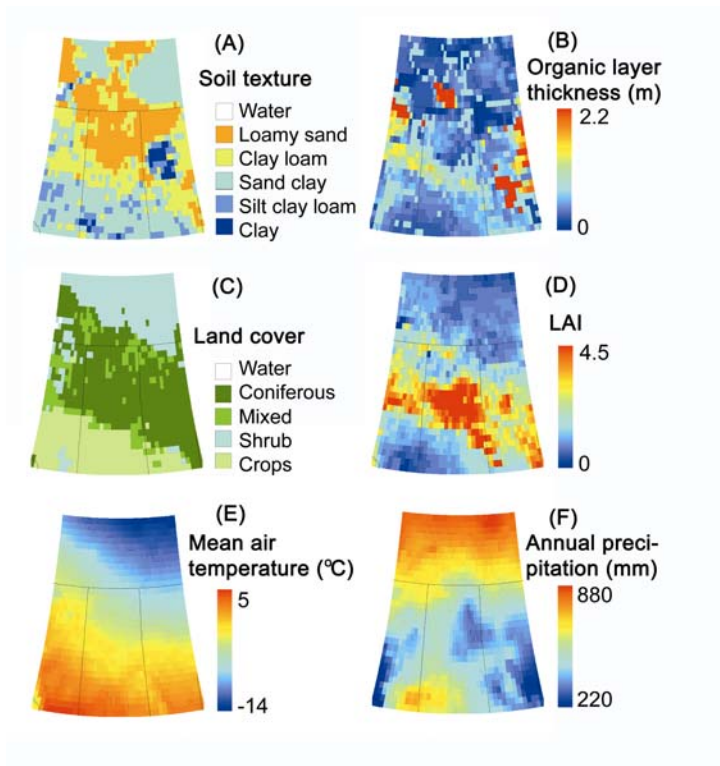 (A)
Soil texture
Water
Loamy sand
Clay loam
Sand clay
Silt clay loam
Clay
(B)
Organic layer
thickness (m)
2.2
0
(C)
Land cover
Water
Coniferous
Mixed
Shrub
Crops
(D)
LAI
4.5
0
(E)
Mean air
temperature (ºC)
5
-14
(F)
Annual preci-
pitation (mm)
880
220